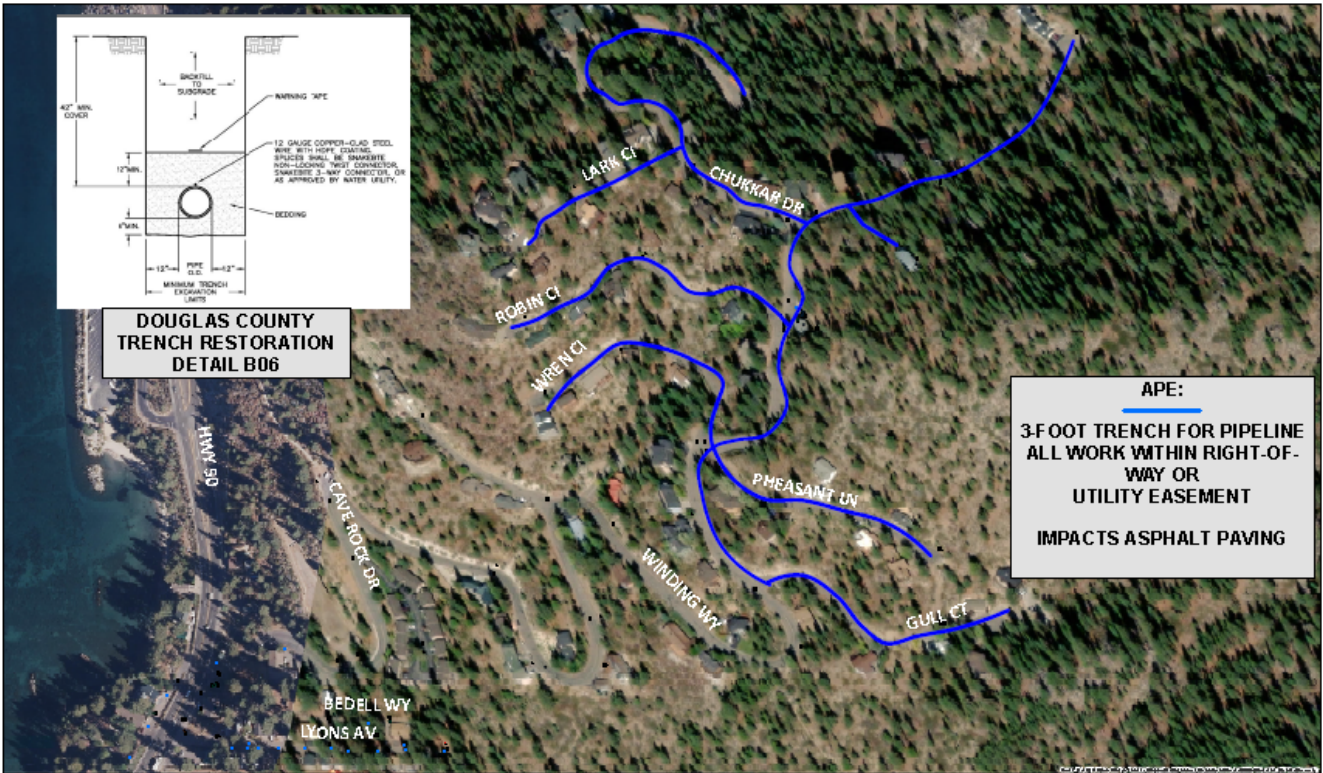 BACKFILL
TO
SUBGRADE
42" MIN.
COVER
WARNING TAPE
12 GAUGE COPPER-CLAD STEEL
WIRE WITH HDPE COATING.
SPLICES SHALL BE SNAKEBITE
NON-LOCKING TWIST CONNECTOR,
SNAKEBITE 3-WAY CONNECTOR, OR
AS APPROVED BY WATER UTILITY.
12" MIN.
BEDDING
6" MIN.
12"
PIPE
O.D.
12"
MINIMUM TRENCH
EXCAVATION
LIMITS
DOUGLAS COUNTY
TRENCH RESTORATION
DETAIL B06
LARK CI
CHUKKAR DR
ROBIN CI
WREN CI
HWY 50
CAVE ROCK DR
PHEASANT LN
WINDING WY
GULL CT
BEDELL WY
LYONS AV
APE:
3-FOOT TRENCH FOR PIPELINE
ALL WORK WITHIN RIGHT-OF-
WAY OR
UTILITY EASEMENT
IMPACTS ASPHALT PAVING